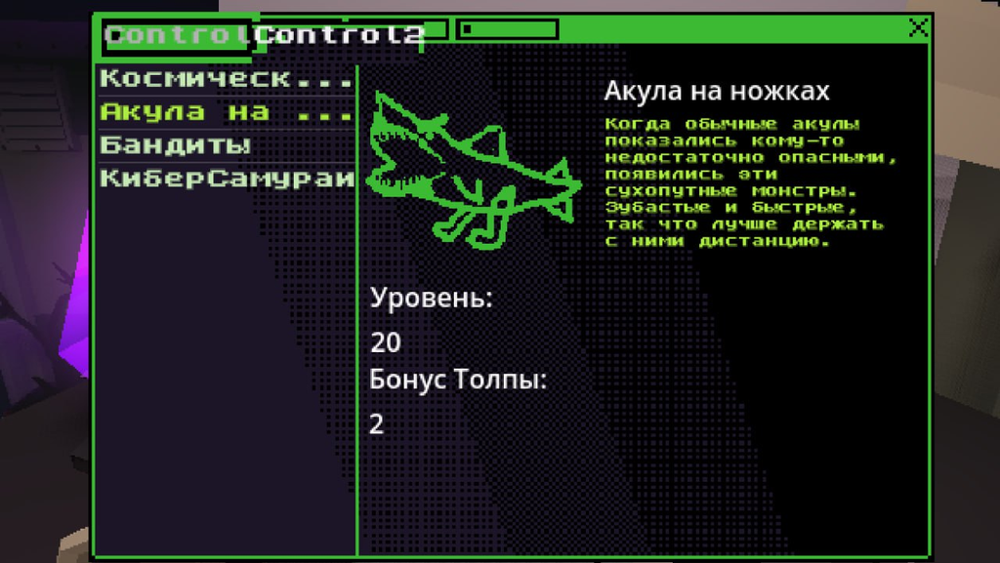 ControlControl2
Космическ...
Акула на ...
Бандиты
КиберСамураи
Акула на ножках
Когда обычные акулы
показались кому-то
недостаточно опасными,
появились эти
сухопутные монстры.
Зубастые и быстрые,
так что лучше держать
с ними дистанцию.
Уровень:
20
Бонус Толпы:
2